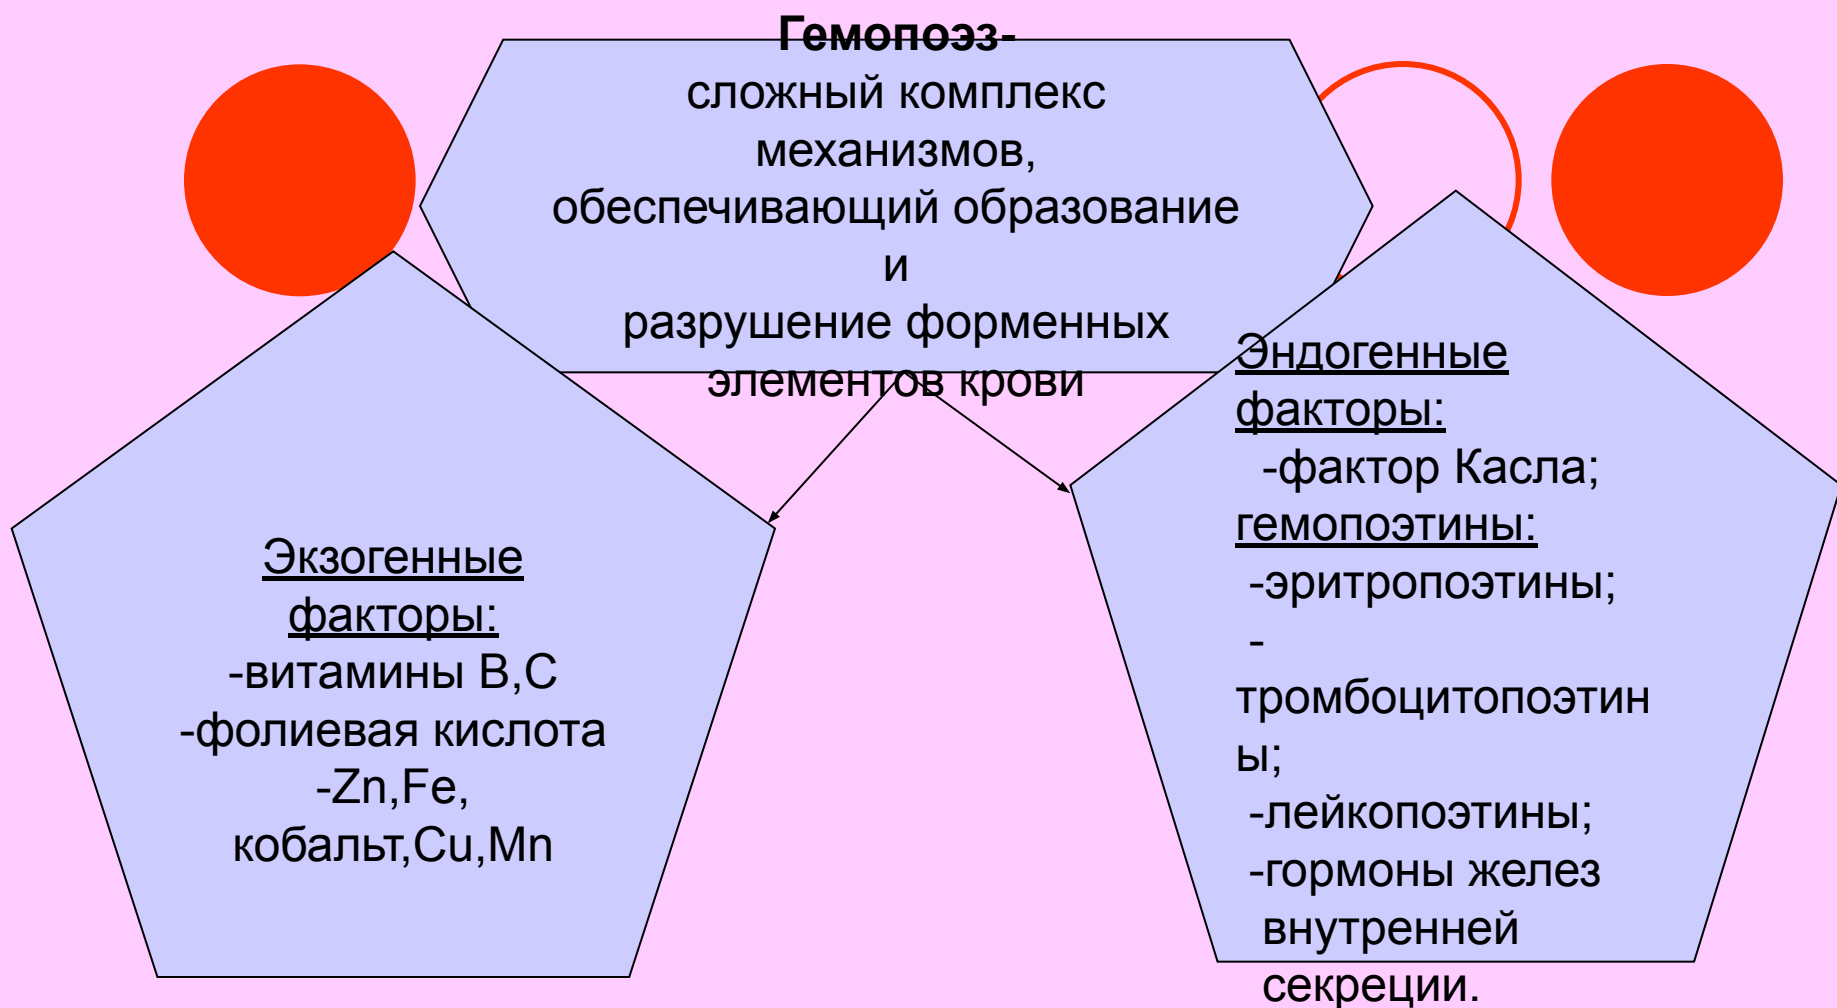 Гемопоэз-
сложный комплекс
механизмов,
обеспечивающий образование
и
разрушение форменных
элементов крови
Экзогенные
факторы:
-витамины В,С
-фолиевая кислота
-Zn,Fe,
кобальт,Cu,Mn
Эндогенные
факторы:
-фактор Касла;
гемопоэтины:
-эритропоэтины;
-
тромбоцитопоэтин
ы;
-лейкопоэтины;
-гормоны желез
внутренней
секреции.